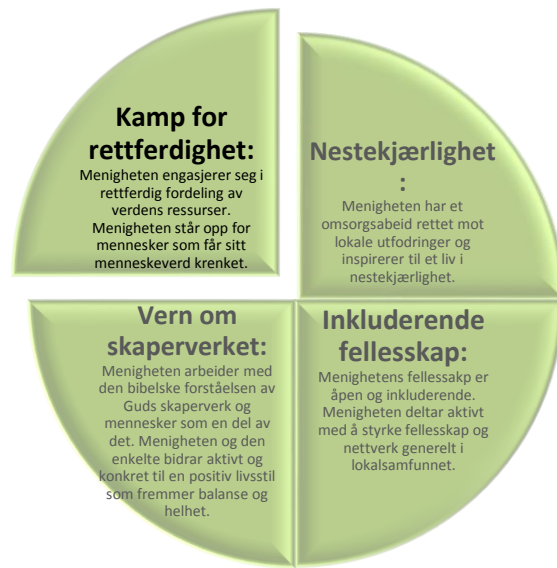 Kamp for
rettferdighet:
Menigheten engasjerer seg i
rettferdig fordeling av
verdens ressurser.
Menigheten står opp for
mennesker som får sitt
menneskeverd krenket.
Nestekjærlighet
:
Menigheten har et
omsorgsabeid rettet mot
lokale utfodringer og
inspirerer til et liv i
nestekjærlighet.
Vern om
skaperverket:
Menigheten arbeider med
den bibelske forståelsen av
Guds skaperverk og
mennesker som en del av
det. Menigheten og den
enkelte bidrar aktivt og
konkret til en positiv livsstil
som fremmer balanse og
helhet.
Inkluderende
fellesskap:
Menighetens fellessakp er
åpen og inkluderende.
Menigheten deltar aktivt
med å styrke fellesskap og
nettverk generelt i
lokalsamfunnet.